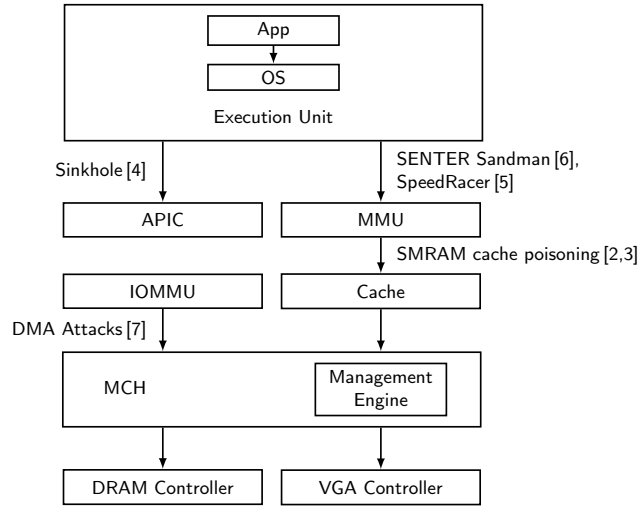 App
OS
Execution Unit
Sinkhole [4]
SENTER Sandman [6],
SpeedRacer [5]
APIC
MMU
SMRAM cache poisoning [2,3]
IOMMU
Cache
DMA Attacks [7]
MCH
Management
Engine
DRAM Controller
VGA Controller